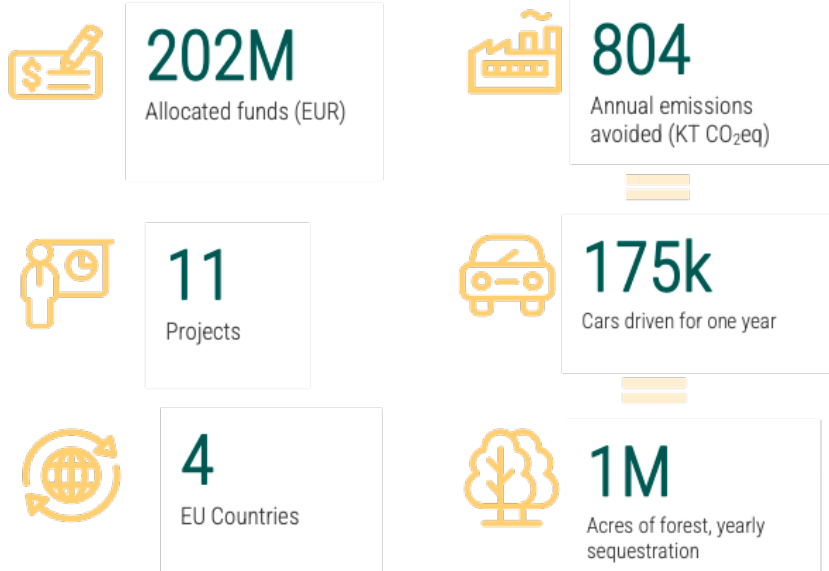 202M
Allocated funds (EUR)
804
Annual emissions
avoided (KT CO₂eq)
11
Projects
175k
Cars driven for one year
4
EU Countries
1M
Acres of forest, yearly
sequestration